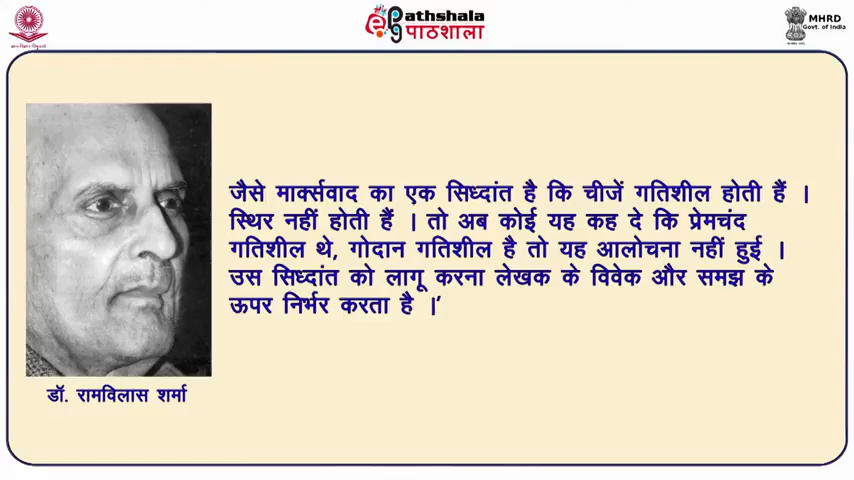 ePathshala
पाठशाला
MHRD
Govt. of India
जैसे मार्क्सवाद का एक सिध्दांत है कि चीजें गतिशील होती हैं ।
स्थिर नहीं होती हैं । तो अब कोई यह कह दे कि प्रेमचंद
गतिशील थे, गोदान गतिशील है तो यह आलोचना नहीं हुई ।
उस सिध्दांत को लागू करना लेखक के विवेक और समझ के
ऊपर निर्भर करता है ।’
डॉ. रामविलास शर्मा